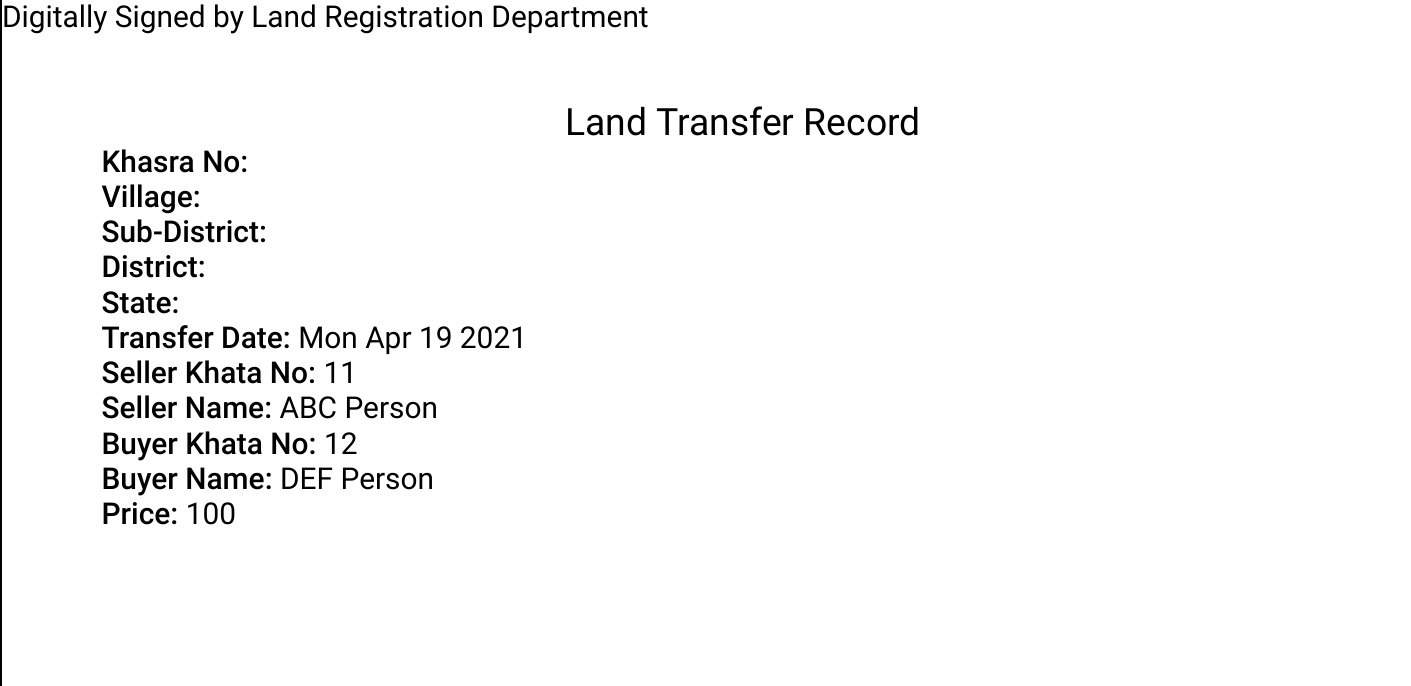 Digitally Signed by Land Registration Department
Land Transfer Record
Khasra No:
Village:
Sub-District:
District:
State:
Transfer Date: Mon Apr 19 2021
Seller Khata No: 11
Seller Name: ABC Person
Buyer Khata No: 12
Buyer Name: DEF Person
Price: 100